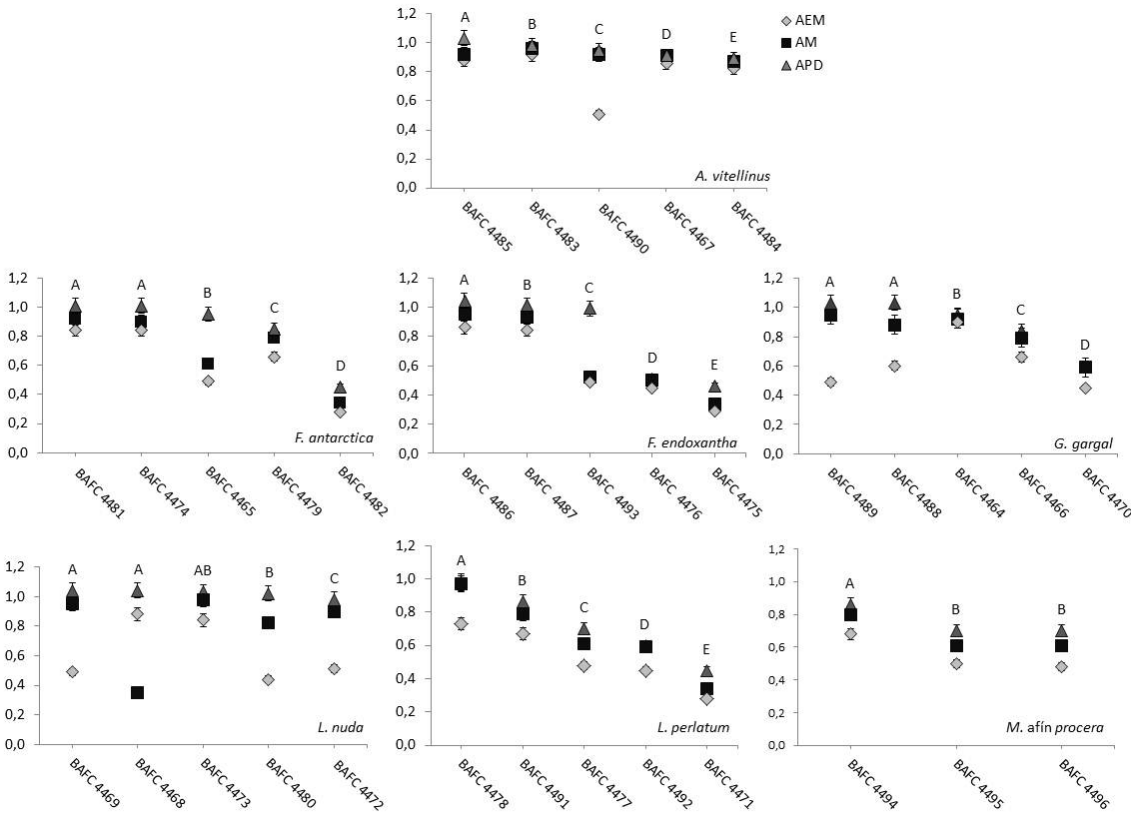 1,2
1,0
0,8
0,6
0,4
0,2
0,0
A B C D E
AEM
AM
APD
A. vitellinus
BAFC 4485 BAFC 4483 BAFC 4490 BAFC 4467 BAFC 4484
1,2
1,0
0,8
0,6
0,4
0,2
0,0
A A B C D
F. antarctica
BAFC 4481 BAFC 4474 BAFC 4465 BAFC 4479 BAFC 4482
1,2
1,0
0,8
0,6
0,4
0,2
0,0
A B C D E
F. endoxantha
BAFC 4486 BAFC 4487 BAFC 4493 BAFC 4476 BAFC 4475
1,2
1,0
0,8
0,6
0,4
0,2
0,0
A A B C D
G. gargal
BAFC 4489 BAFC 4488 BAFC 4464 BAFC 4466 BAFC 4470
1,2
1,0
0,8
0,6
0,4
0,2
0,0
A A AB B C
L. nuda
BAFC 4469 BAFC 4468 BAFC 4473 BAFC 4480 BAFC 4472
1,2
1,0
0,8
0,6
0,4
0,2
0,0
A B C D E
L. perlatum
BAFC 4478 BAFC 4491 BAFC 4477 BAFC 4492 BAFC 4471
1,2
1,0
0,8
0,6
0,4
0,2
0,0
A B B
M. afín procera
BAFC 4494 BAFC 4495 BAFC 4496